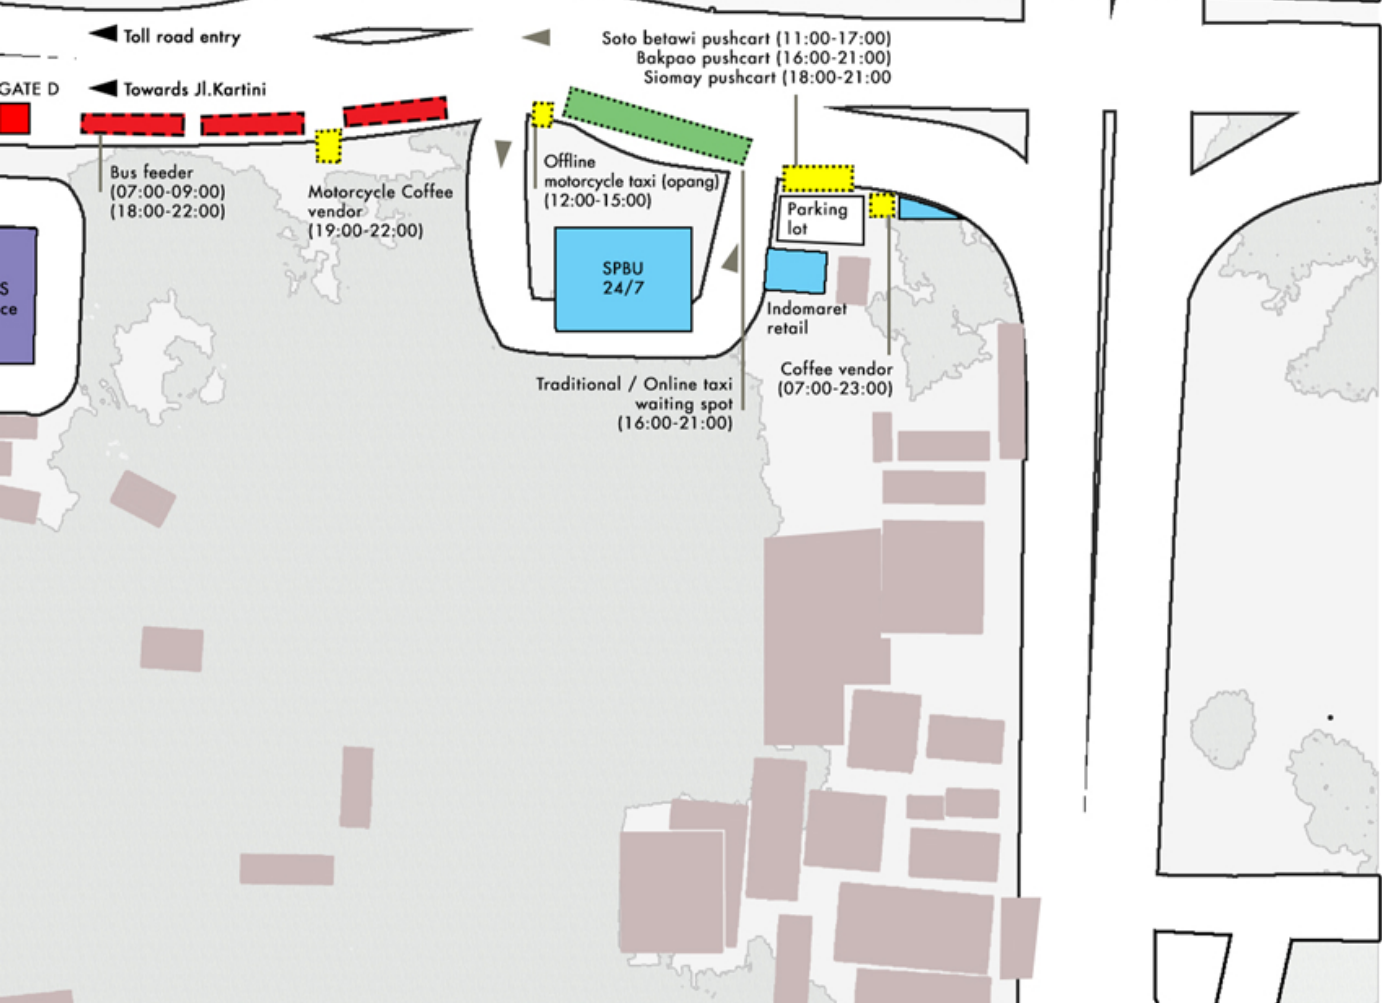 Toll road entry
Soto betawi pushcart (11:00-17:00)
Bakpao pushcart (16:00-21:00)
Siomay pushcart (18:00-21:00
GATE D
Towards Jl.Kartini
Bus feeder
(07:00-09:00)
(18:00-22:00)
Motorcycle Coffee
vendor
(19:00-22:00)
Offline
motorcycle taxi (opang)
(12:00-15:00)
Parking
lot
SPBU
24/7
S
ce
Indomaret
retail
Traditional / Online taxi
waiting spot
(16:00-21:00)
Coffee vendor
(07:00-23:00)